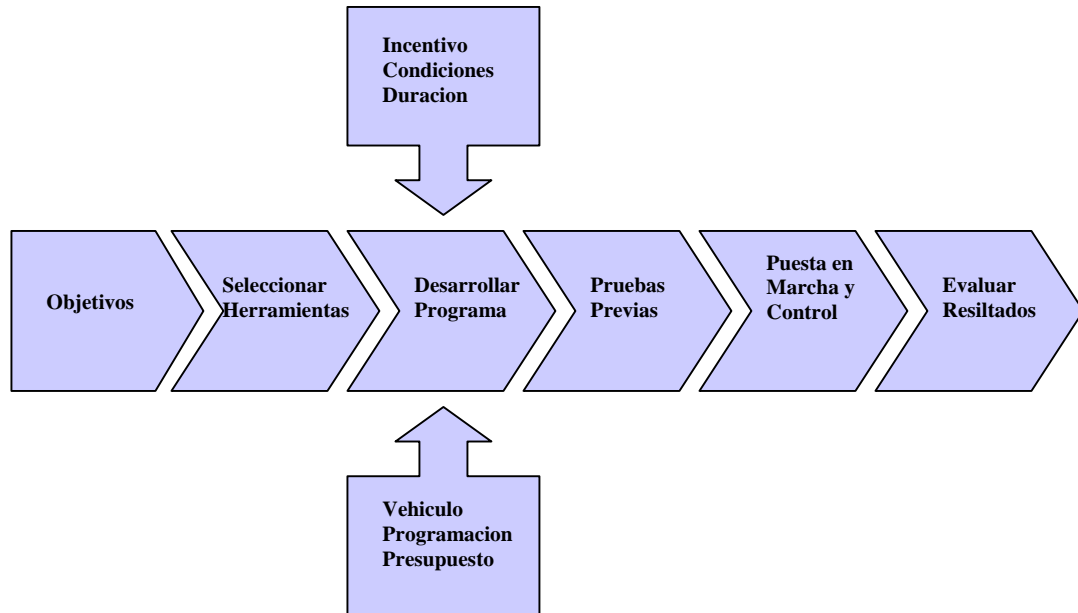 Incentivo
Condiciones
Duracion
Objetivos
Seleccionar
Herramientas
Desarrollar
Programa
Pruebas
Previas
Puesta en
Marcha y
Control
Evaluar
Resiltados
Vehiculo
Programacion
Presupuesto